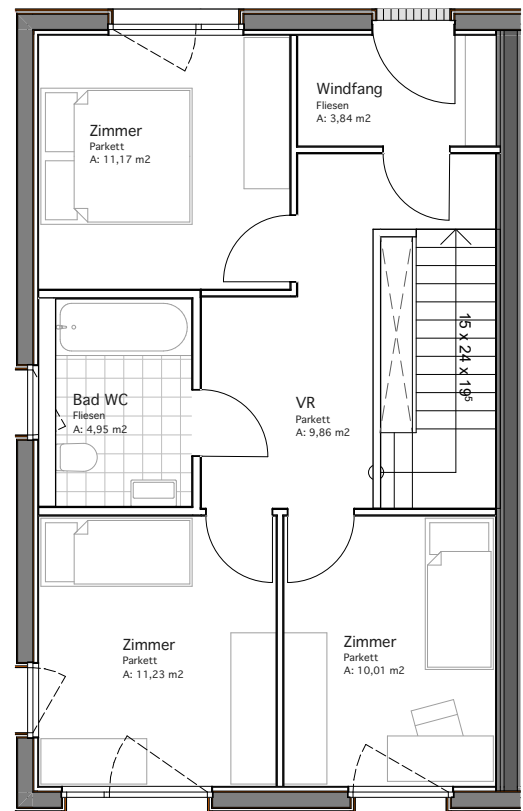 Windfang
Fliesen
A: 3,84 m2
Zimmer
Parkett
A: 11,17 m2
15 x 24 x 19⁵
Bad WC
Fliesen
A: 4,95 m2
VR
Parkett
A: 9,86 m2
Zimmer
Parkett
A: 11,23 m2
Zimmer
Parkett
A: 10,01 m2